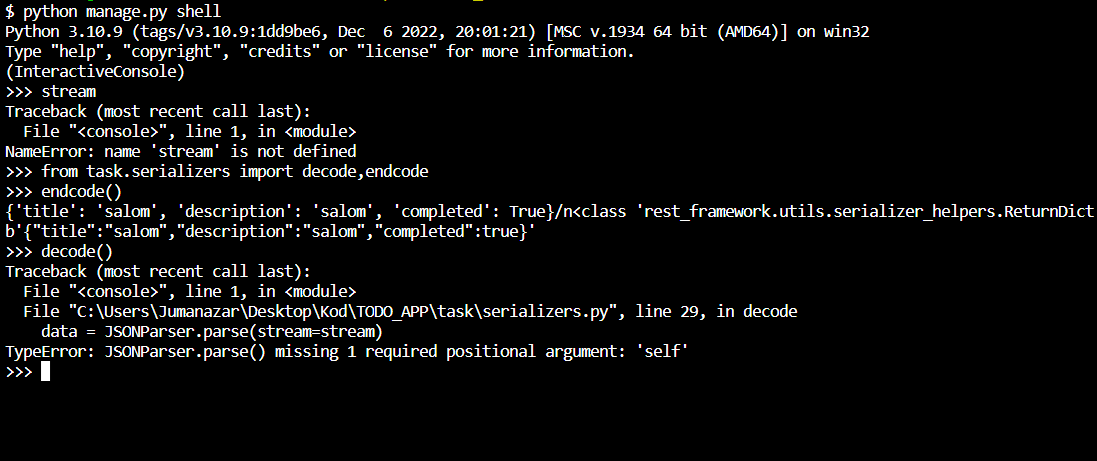 $ python manage.py shell
Python 3.10.9 (tags/v3.10.9:1dd9be6, Dec  6 2022, 20:01:21) [MSC v.1934 64 bit (AMD64)] on win32
Type "help", "copyright", "credits" or "license" for more information.
(InteractiveConsole)
>>> stream
Traceback (most recent call last):
  File "<console>", line 1, in <module>
NameError: name 'stream' is not defined
>>> from task.serializers import decode,endcode
>>> endcode()
{'title': 'salom', 'description': 'salom', 'completed': True}/n<class 'rest_framework.utils.serializer_helpers.ReturnDict
b'{"title":"salom","description":"salom","completed":true}'
>>> decode()
Traceback (most recent call last):
  File "<console>", line 1, in <module>
  File "C:\Users\Jumanazar\Desktop\Kod\TODO_APP\task\serializers.py", line 29, in decode
    data = JSONParser.parse(stream=stream)
TypeError: JSONParser.parse() missing 1 required positional argument: 'self'
>>>